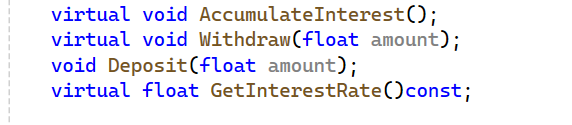 virtual void AccumulateInterest();
virtual void Withdraw(float amount);
void Deposit(float amount);
virtual float GetInterestRate()const;